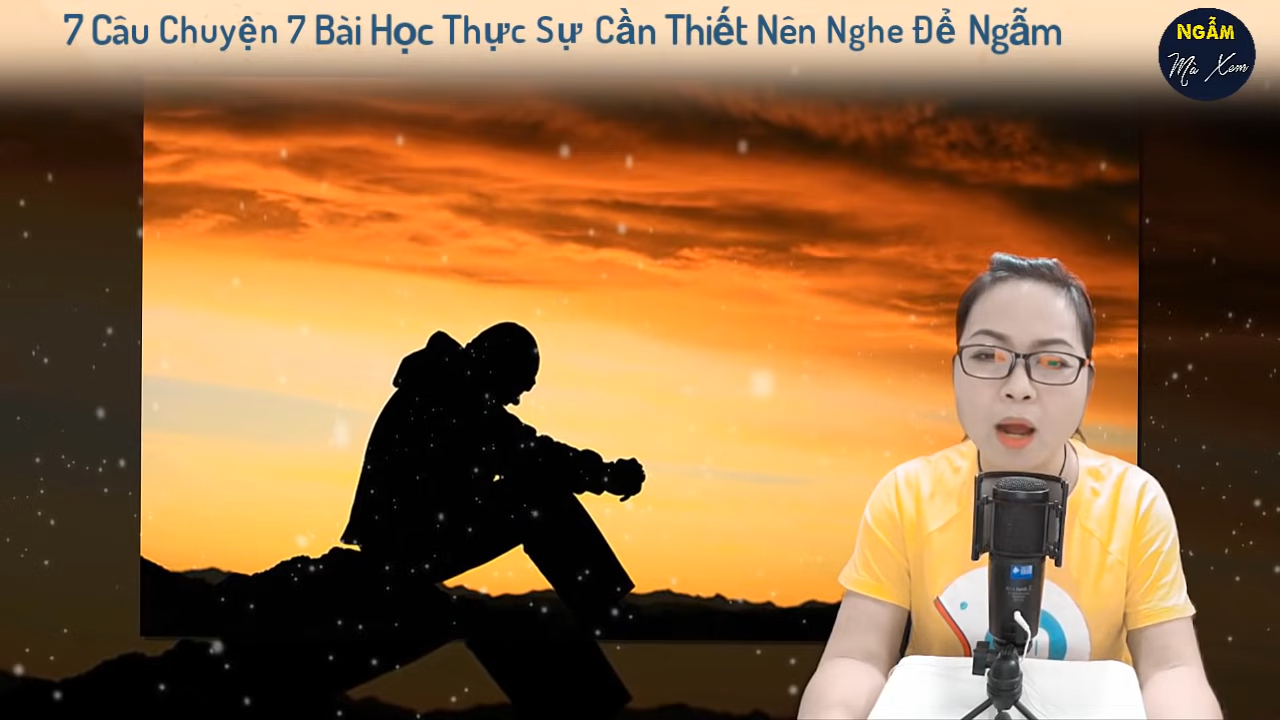 7 Câu Chuyện 7 Bài Học Thực Sự Cần Thiết Nên Nghe Để Ngẫm
NGẪM
Mà Xem